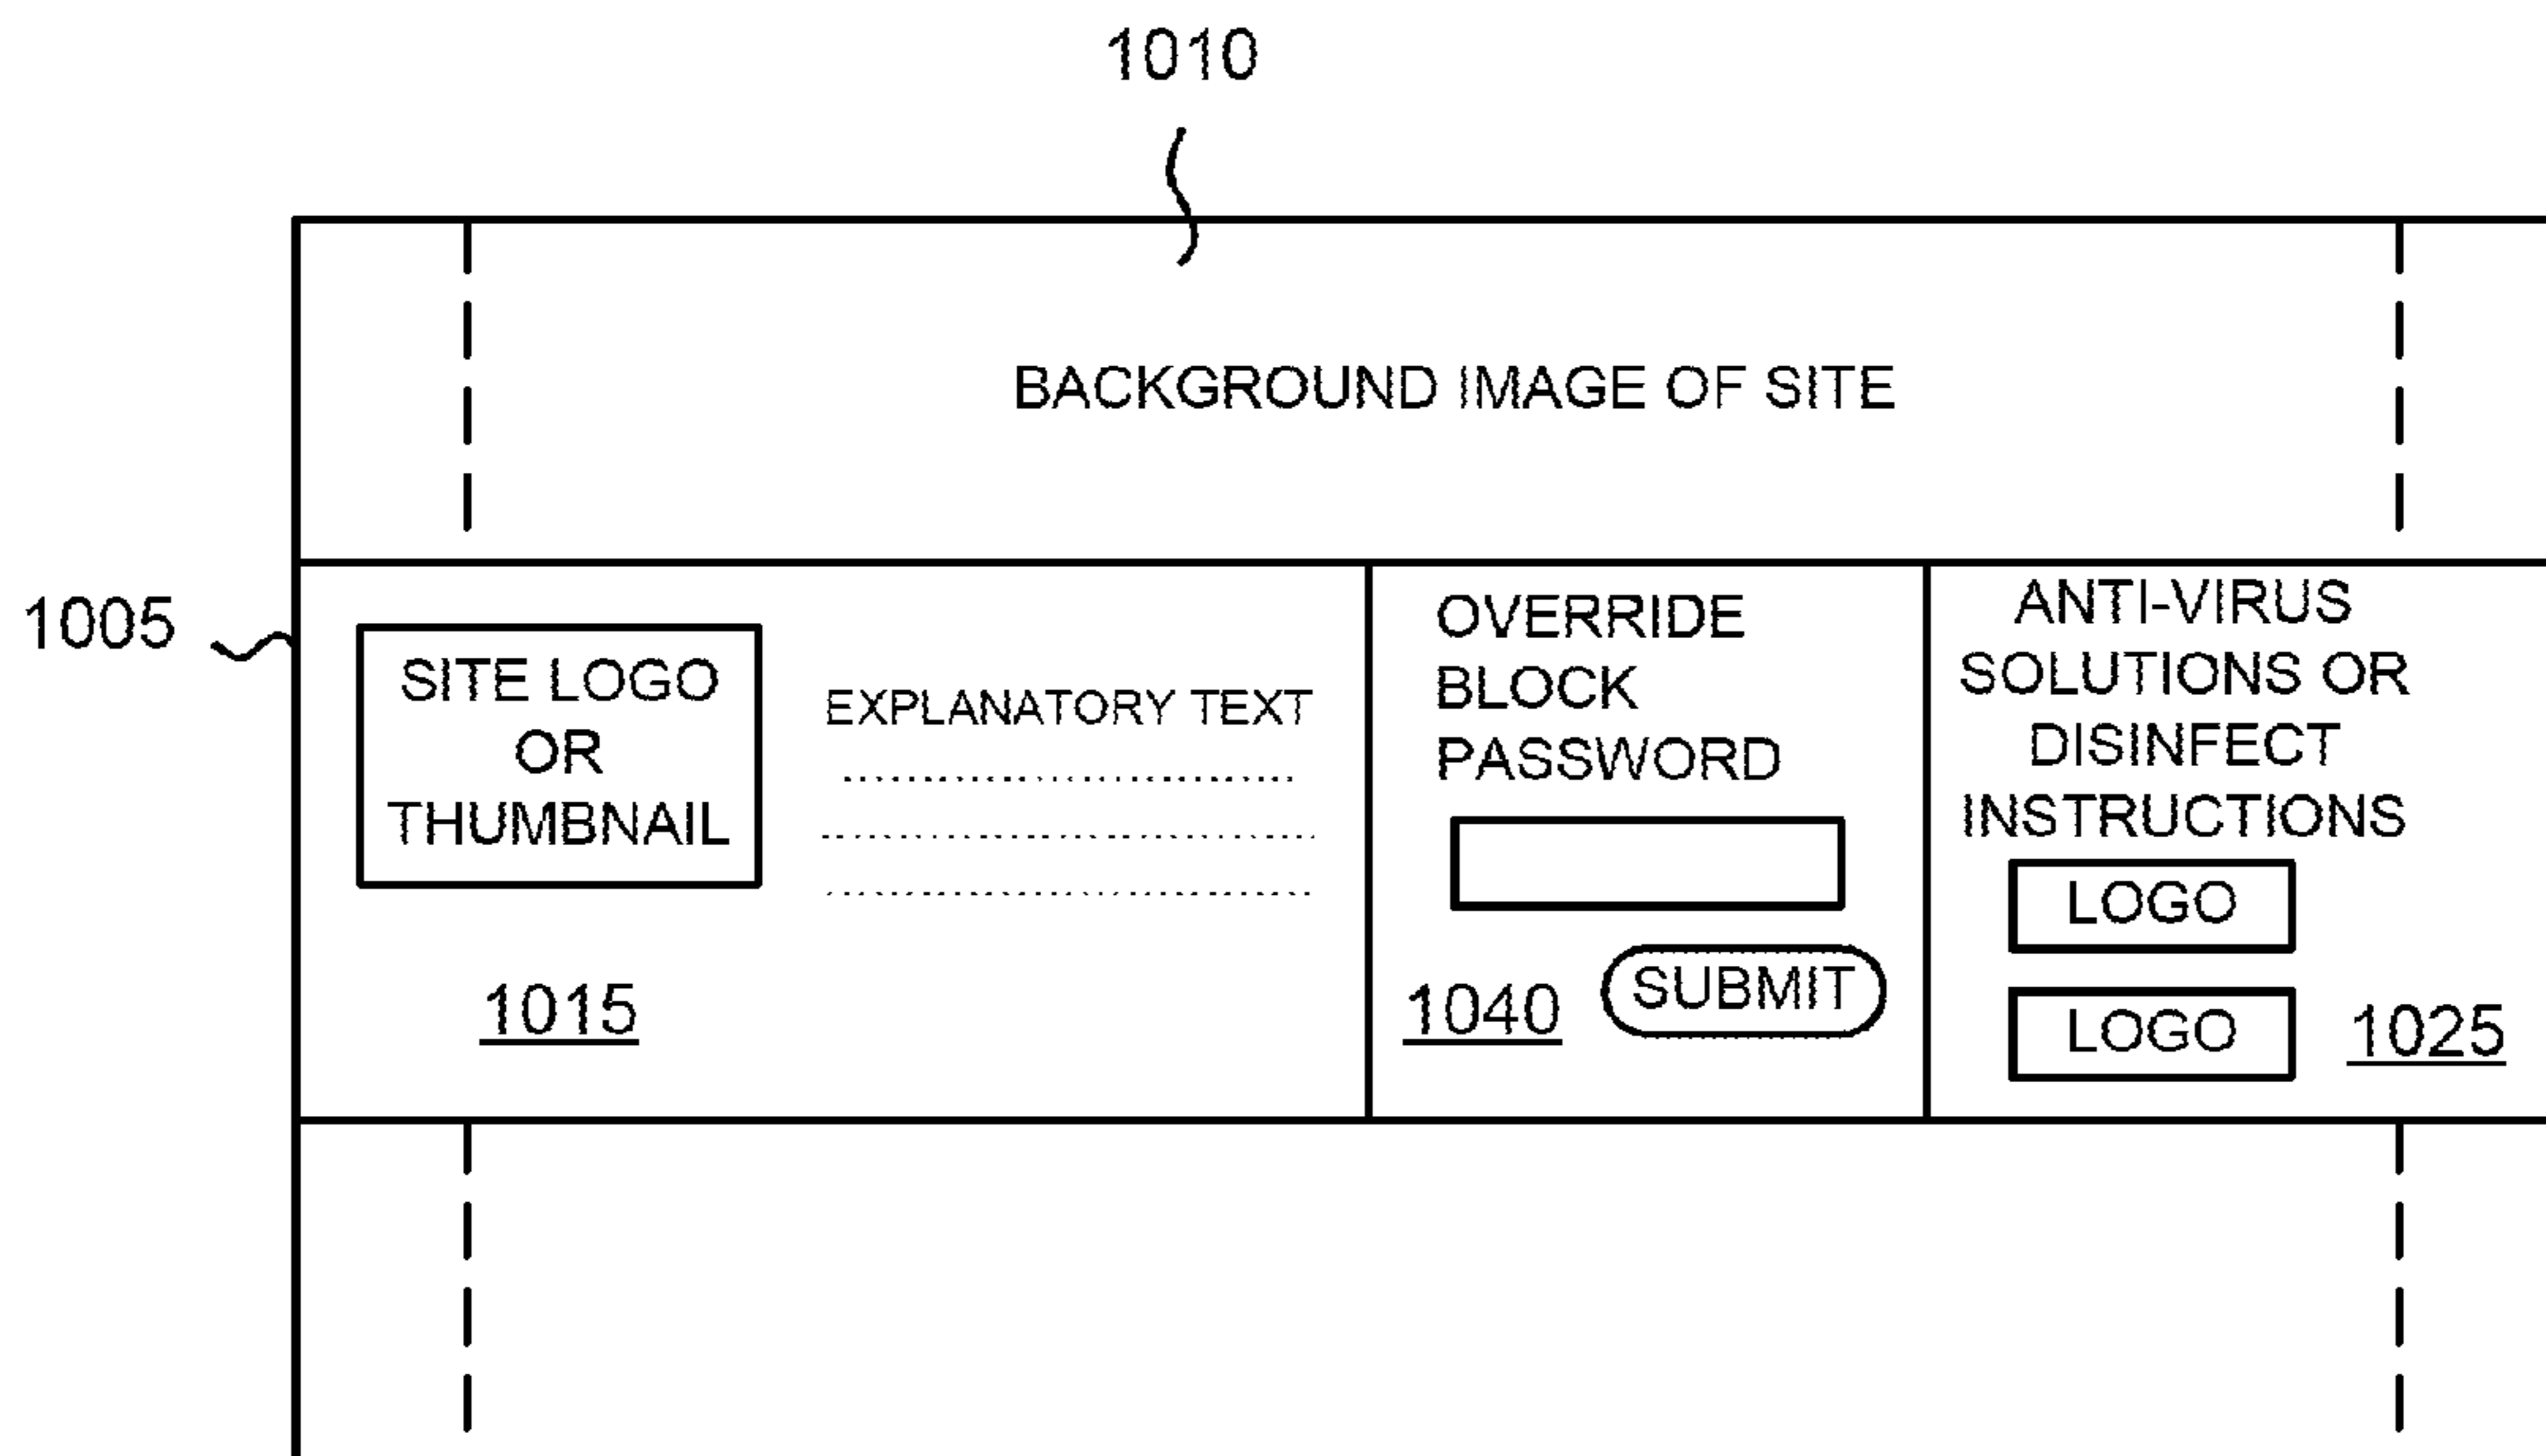 1010
BACKGROUND IMAGE OF SITE
1005
SITE LOGO
OR
THUMBNAIL
EXPLANATORY TEXT
1015
OVERRIDE
BLOCK
PASSWORD
SUBMIT
1040
ANTI-VIRUS
SOLUTIONS OR
DISINFECT
INSTRUCTIONS
LOGO
LOGO
1025